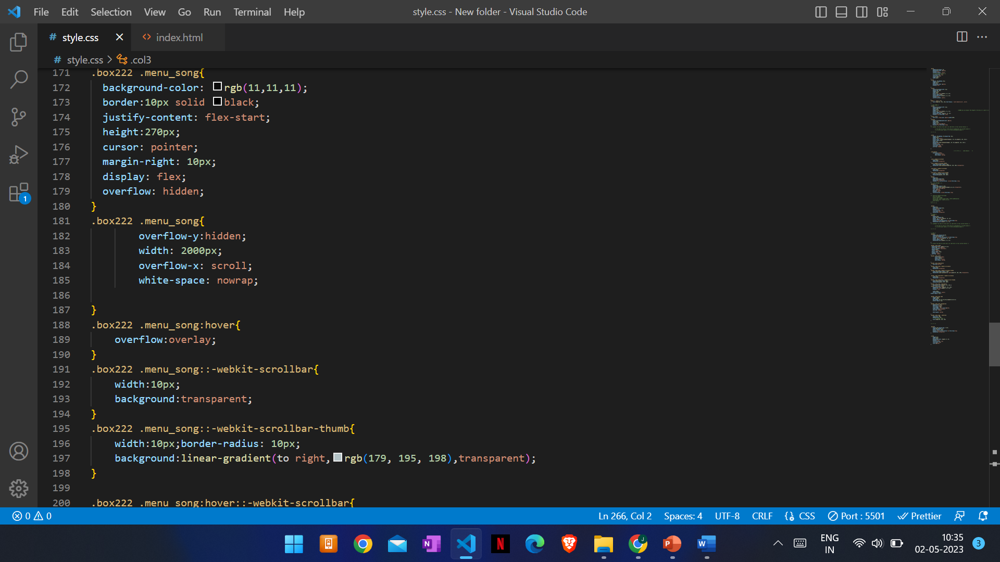 File Edit Selection View Go Run Terminal Help style.css - New folder - Visual Studio Code
# style.css <> index.html
# style.css > .col3
171 .box222 .menu_song{
172 background-color: rgb(11,11,11);
173 border:10px solid black;
174 justify-content: flex-start;
175 height:270px;
176 cursor: pointer;
177 margin-right: 10px;
178 display: flex;
179 overflow: hidden;
180 }
181 .box222 .menu_song{
182 overflow-y:hidden;
183 width: 2000px;
184 overflow-x: scroll;
185 white-space: nowrap;
186
187 }
188 .box222 .menu_song:hover{
189 overflow:overlay;
190 }
191 .box222 .menu_song::-webkit-scrollbar{
192 width:10px;
193 background:transparent;
194 }
195 .box222 .menu_song::-webkit-scrollbar-thumb{
196 width:10px;border-radius: 10px;
197 background:linear-gradient(to right,rgb(179, 195, 198),transparent);
198 }
199
200 .box222 .menu_song:hover::-webkit-scrollbar{
1
0 0 Ln 266, Col 2 Spaces: 4 UTF-8 CRLF {} CSS Port : 5501 Prettier
N N J P W ENG 10:35
IN 02-05-2023 3